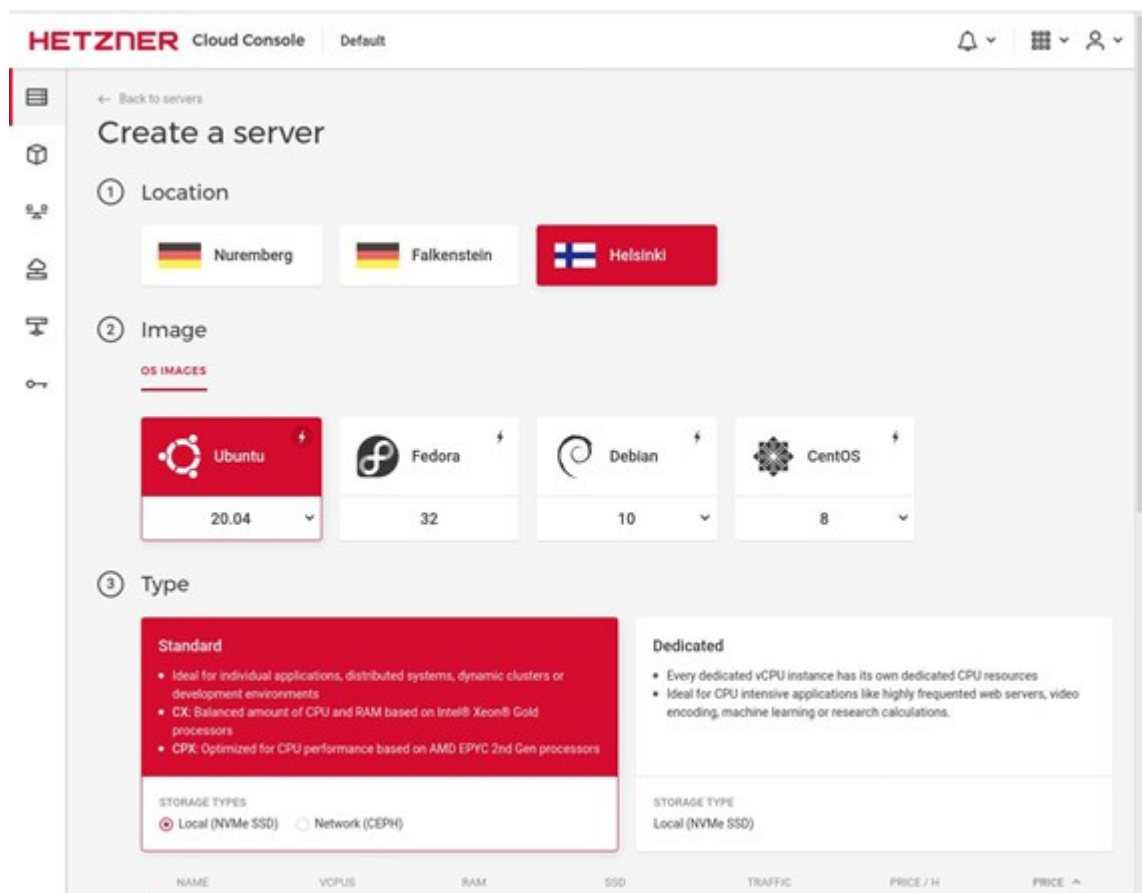 HETZNER Cloud Console Default
← Back to servers
Create a server
1 Location
Nuremberg Falkenstein Helsinki
2 Image
OS IMAGES
Ubuntu Fedora Debian CentOS
20.04 32 10 8
3 Type
Standard
• Ideal for individual applications, distributed systems, dynamic clusters or
development environments
• CX: Balanced amount of CPU and RAM based on Intel® Xeon® Gold
processors
• CPX: Optimized for CPU performance based on AMD EPYC 2nd Gen processors
STORAGE TYPES
Local (NVMe SSD) Network (CEPH)
Dedicated
• Every dedicated vCPU instance has its own dedicated CPU resources
• Ideal for CPU intensive applications like highly frequented web servers, video
encoding, machine learning or research calculations.
STORAGE TYPE
Local (NVMe SSD)
NAME VCPUS RAM SSD TRAFFIC PRICE / H PRICE